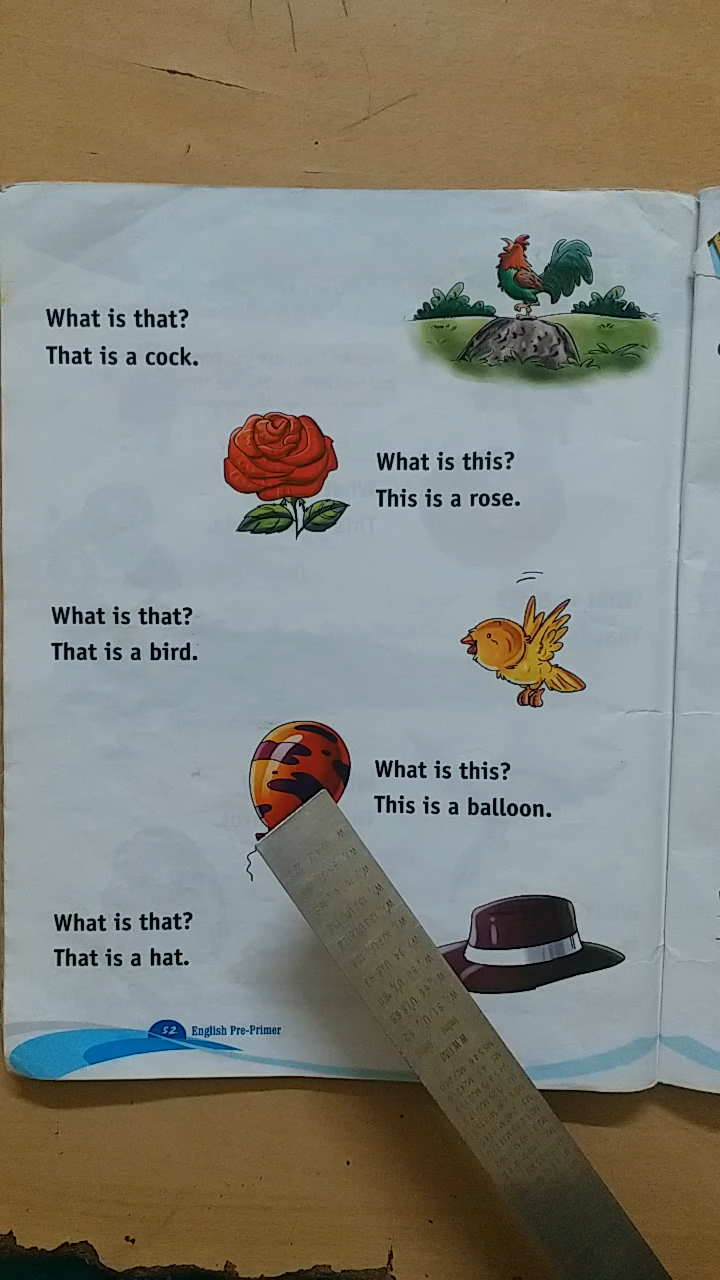 What is that?
That is a cock.
What is this?
This is a rose.
What is that?
That is a bird.
What is this?
This is a balloon.
What is that?
That is a hat.
52 English Pre-Primer